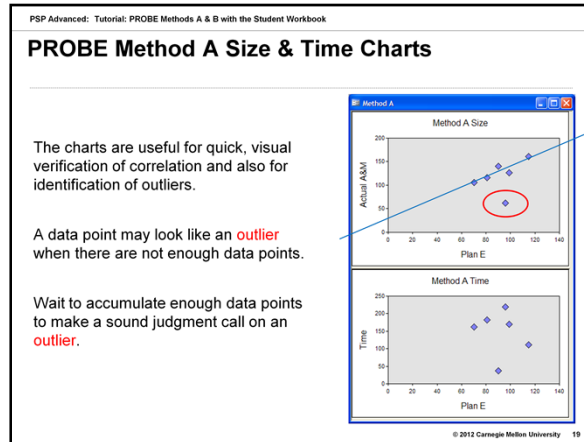 PSP Advanced: Tutorial: PROBE Methods A & B with the Student Workbook
PROBE Method A Size & Time Charts
The charts are useful for quick, visual
verification of correlation and also for
identification of outliers.
A data point may look like an outlier
when there are not enough data points.
Wait to accumulate enough data points
to make a sound judgment call on an
outlier.
Method A
Method A Size
Actual A&M
200
150
100
50
0
0 20 40 60 80 100 120 140
Plan E
Method A Time
Time
250
200
150
100
50
0
0 20 40 60 80 100 120 140
Plan E
© 2012 Carnegie Mellon University 19